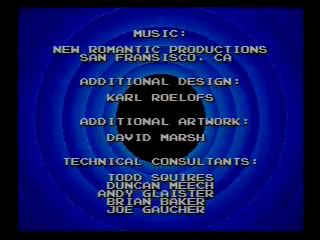 MUSIC:
NEW ROMANTIC PRODUCTIONS
SAN FRANSISCO, CA
ADDITIONAL DESIGN:
KARL ROELOFS
ADDITIONAL ARTWORK:
DAVID MARSH
TECHNICAL CONSULTANTS:
TODD SQUIRES
DUNCAN MEECH
ANDY GLAISTER
BRIAN BAKER
JOE GAUCHER